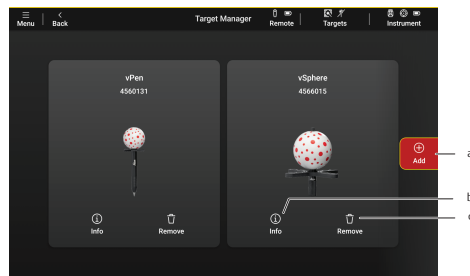 Menu
Back
Target Manager
Remote
Targets
Instrument
vPen
4560131
Info
Remove
vSphere
4566015
Info
Remove
Add
a
b